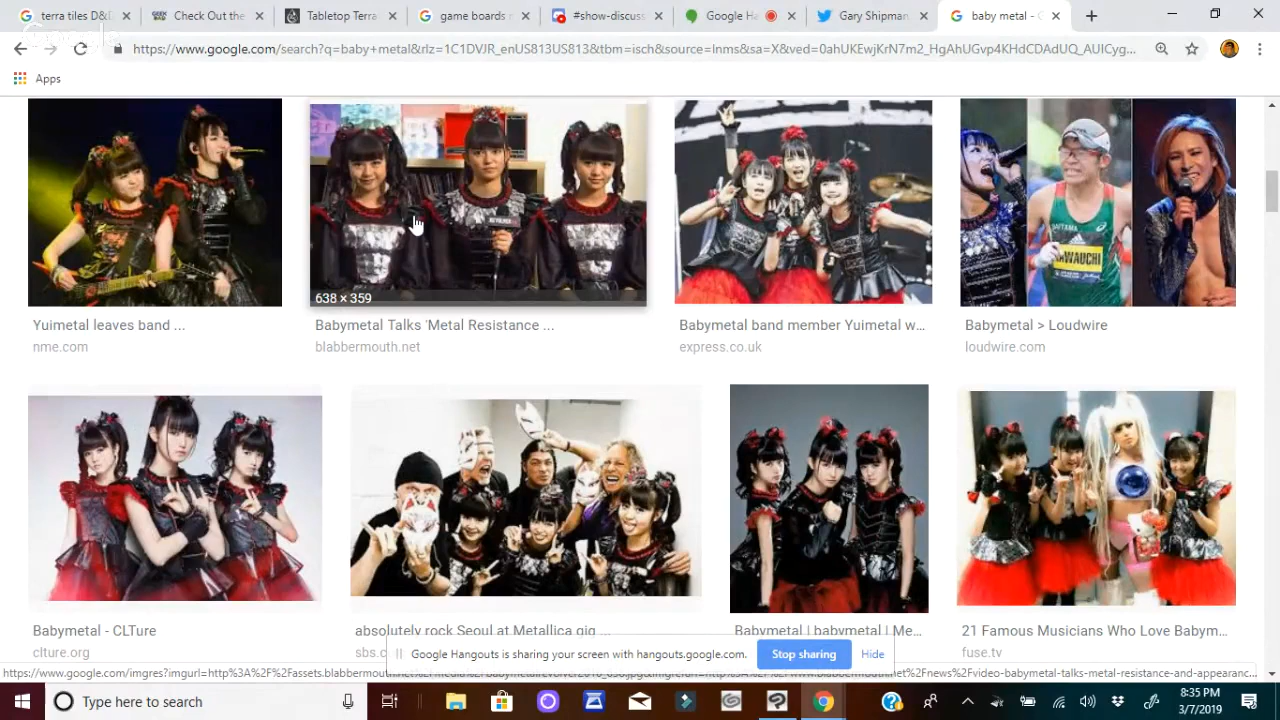 terra tiles D&
Check Out the
Tabletop Terra
game boards m
#show-discuss
Google Ha
Gary Shipman
baby metal - G
https://www.google.com/search?q=baby+metal&rlz=1C1DVJR_enUS813US813&tbm=isch&source=lnms&sa=X&ved=0ahUKEwjKrN7m2_HgAhUGvp4KHdCDAdUQ_AUICyg...
Apps
638 × 359
Yuimetal leaves band ...
Babymetal Talks 'Metal Resistance ...
Babymetal band member Yuimetal w...
Babymetal > Loudwire
nme.com
blabbermouth.net
express.co.uk
loudwire.com
Babymetal - CLTure
absolutely rock Seoul at Metallica gig ...
Babymetal | babymetal | Me...
21 Famous Musicians Who Love Babym...
clture.org
sbs.c
fuse.tv
Google Hangouts is sharing your screen with hangouts.google.com.
Stop sharing
Hide
Type here to search
8:35 PM
3/7/2019